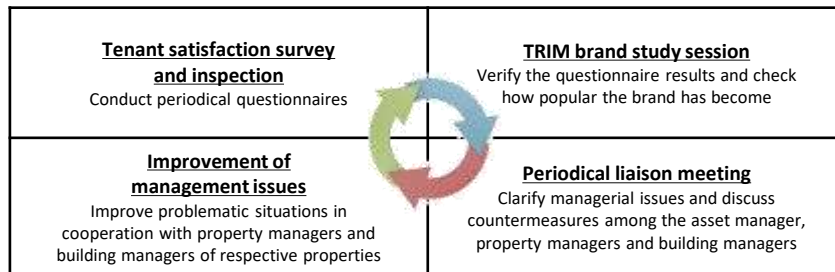 Tenant satisfaction survey
and inspection
Conduct periodical questionnaires
TRIM brand study session
Verify the questionnaire results and check
how popular the brand has become
Improvement of
management issues
Improve problematic situations in
cooperation with property managers and
building managers of respective properties
Periodical liaison meeting
Clarify managerial issues and discuss
countermeasures among the asset manager,
property managers and building managers